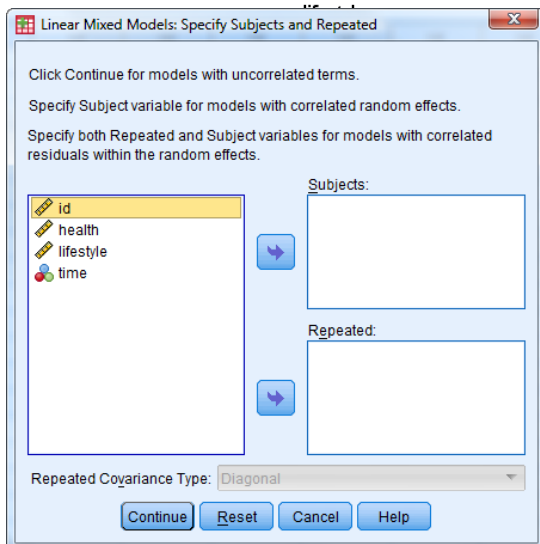 Linear Mixed Models: Specify Subjects and Repeated
Click Continue for models with uncorrelated terms.
Specify Subject variable for models with correlated random effects.
Specify both Repeated and Subject variables for models with correlated
residuals within the random effects.
Subjects:
id
health
lifestyle
time
Repeated:
Repeated Covariance Type: Diagonal
Continue Reset Cancel Help